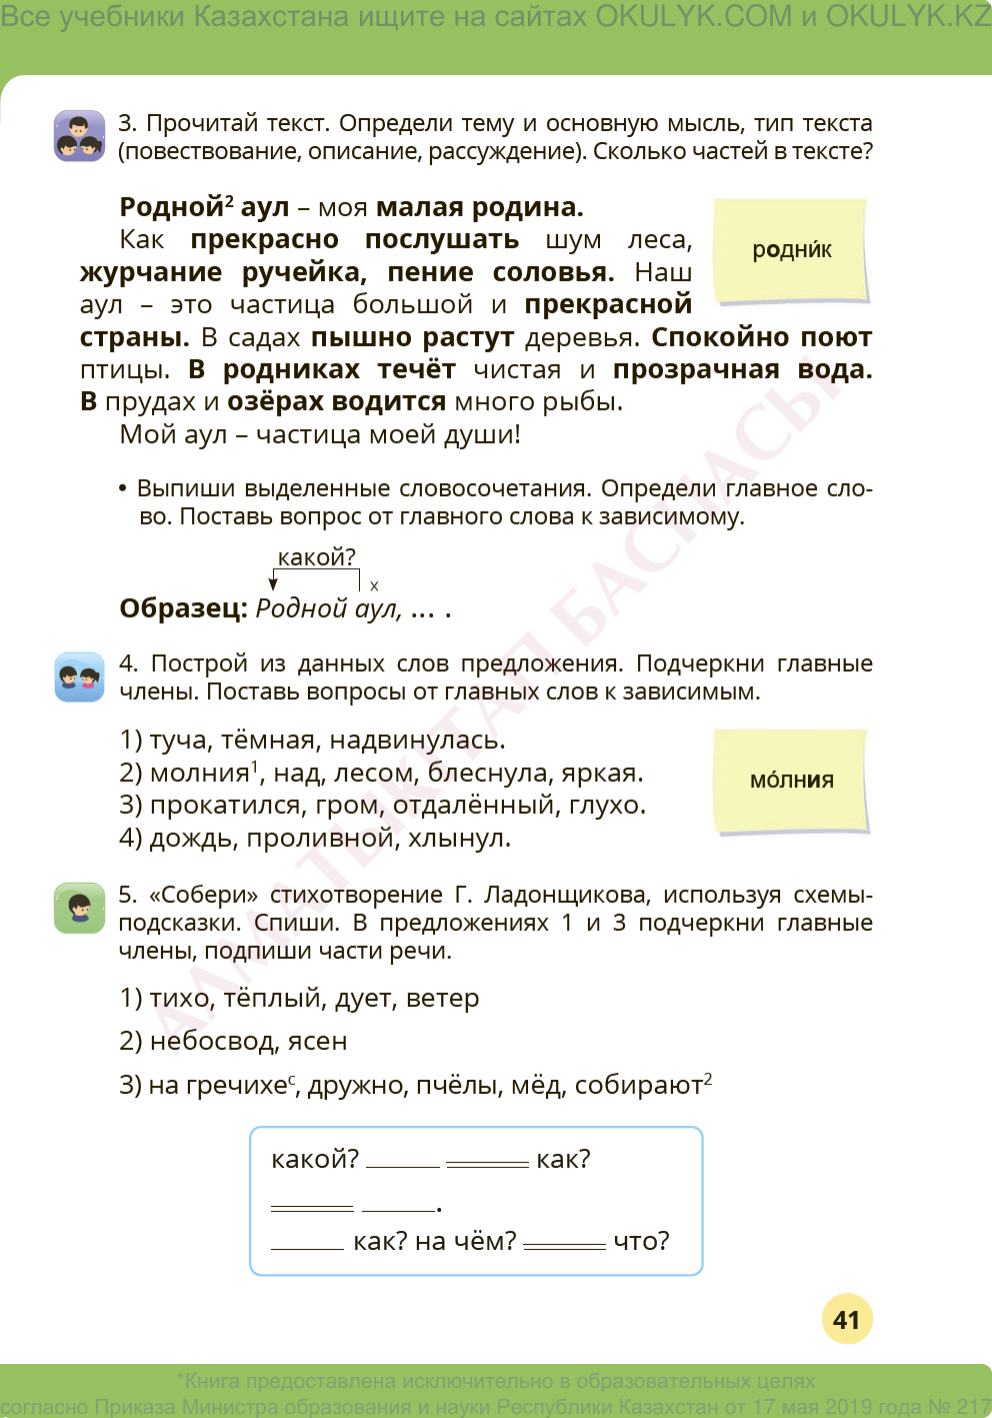 Все учебники Казахстана ищите на сайтах OKULYK.COM и OKULYK.KZ
3. Прочитай текст. Определи тему и основную мысль, тип текста
(повествование, описание, рассуждение). Сколько частей в тексте?
Родной² аул – моя малая родина.
Как прекрасно послушать шум леса,
журчание ручейка, пение соловья. Наш
аул – это частица большой и прекрасной
страны. В садах пышно растут деревья. Спокойно поют
птицы. В родниках течёт чистая и прозрачная вода.
В прудах и озёрах водится много рыбы.
Мой аул – частица моей души!
родни́к
• Выпиши выделенные словосочетания. Определи главное сло-
во. Поставь вопрос от главного слова к зависимому.
какой?
х
Образец: Родной аул, ... .
4. Построй из данных слов предложения. Подчеркни главные
члены. Поставь вопросы от главных слов к зависимым.
1) туча, тёмная, надвинулась.
2) молния¹, над, лесом, блеснула, яркая.
3) прокатился, гром, отдалённый, глухо.
4) дождь, проливной, хлынул.
мо́лния
5. «Собери» стихотворение Г. Ладонщикова, используя схемы-
подсказки. Спиши. В предложениях 1 и 3 подчеркни главные
члены, подпиши части речи.
1) тихо, тёплый, дует, ветер
2) небосвод, ясен
3) на гречихеᶜ, дружно, пчёлы, мёд, собирают²
какой? _____ _____ как?
_____ _____.
_____ как? на чём? _____ что?
АЛМАТЫКІТАП БАСПАСЫ
41
*Книга предоставлена исключительно в образовательных целях
согласно Приказа Министра образования и науки Республики Казахстан от 17 мая 2019 года № 217